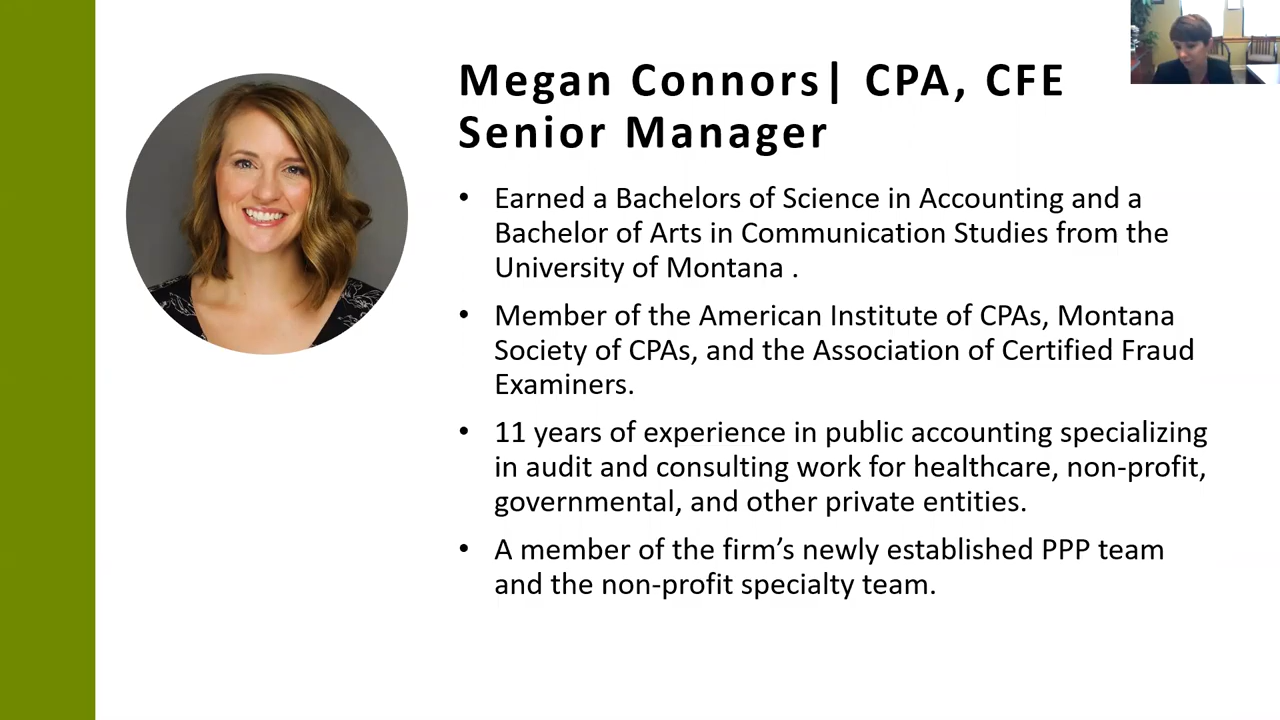 Megan Connors| CPA, CFE
Senior Manager
• Earned a Bachelors of Science in Accounting and a
Bachelor of Arts in Communication Studies from the
University of Montana .
• Member of the American Institute of CPAs, Montana
Society of CPAs, and the Association of Certified Fraud
Examiners.
• 11 years of experience in public accounting specializing
in audit and consulting work for healthcare, non-profit,
governmental, and other private entities.
• A member of the firm’s newly established PPP team
and the non-profit specialty team.